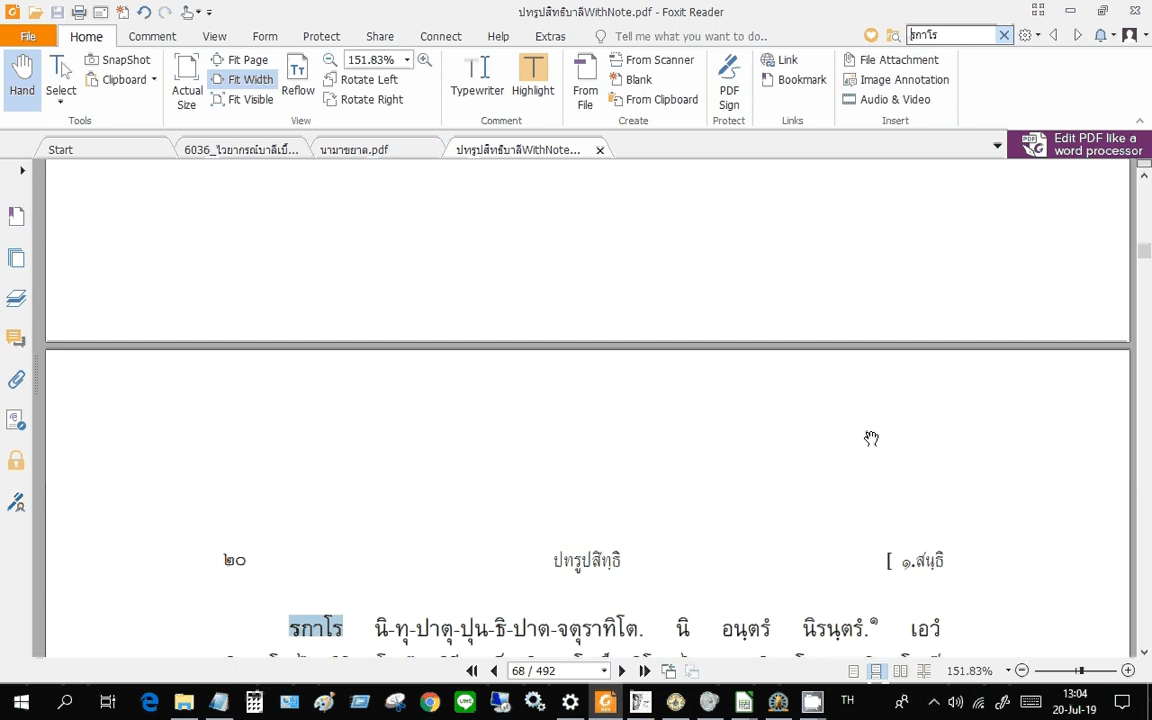 ปทรูปสิทธิบาลีWithNote.pdf - Foxit Reader
File Home Comment View Form Protect Share Connect Help Extras Tell me what you want to do.. รกาโร
Hand Select SnapShot Clipboard Actual Size Fit Page Fit Width Fit Visible Reflow 151.83% Rotate Left Rotate Right Typewriter Highlight From File From Scanner Blank From Clipboard PDF Sign Link Bookmark File Attachment Image Annotation Audio & Video
Tools View Comment Create Protect Links Insert
Start 6036_ไวยากรณ์บาลีเบื้... นานาขยาต.pdf ปทรูปสิทธิบาลีWithNote... Edit PDF like a word processor
๒๐ ปทรูปสิทฺธิ [ ๑.สนฺธิ
รกาโร นิ-ทุ-ปาตุ-ปุน-ธิ-ปาต-จตุราทิโต. นิ อนฺตรํ นิรนฺตรํ.๑ เอวํ
68 / 492 151.83%
TH 13:04
20-Jul-19